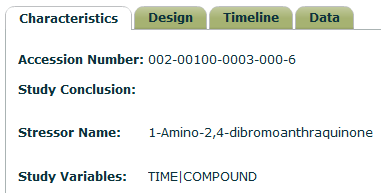 Characteristics Design Timeline Data
Accession Number: 002-00100-0003-000-6
Study Conclusion:
Stressor Name: 1-Amino-2,4-dibromoanthraquinone
Study Variables: TIME|COMPOUND